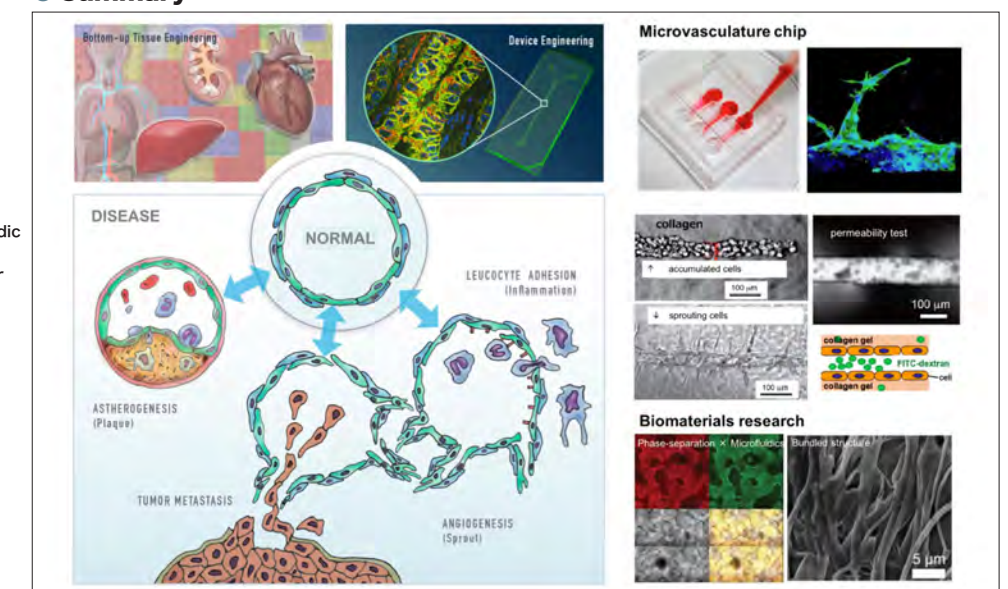 Summary
dic
r
Bottom-up Tissue Engineering
Device Engineering
DISEASE
NORMAL
LEUCOCYTE ADHESION
(Inflammation)
ASTHEROGENESIS
(Plaque)
TUMOR METASTASIS
ANGIOGENESIS
(Sprout)
Microvasculature chip
collagen
↑ accumulated cells
100 μm
↓ sprouting cells
100 μm
permeability test
100 μm
collagen gel
FITC-dextran
cell
collagen gel
Biomaterials research
Phase-separation × Microfluidics
Bundled structure
5 μm